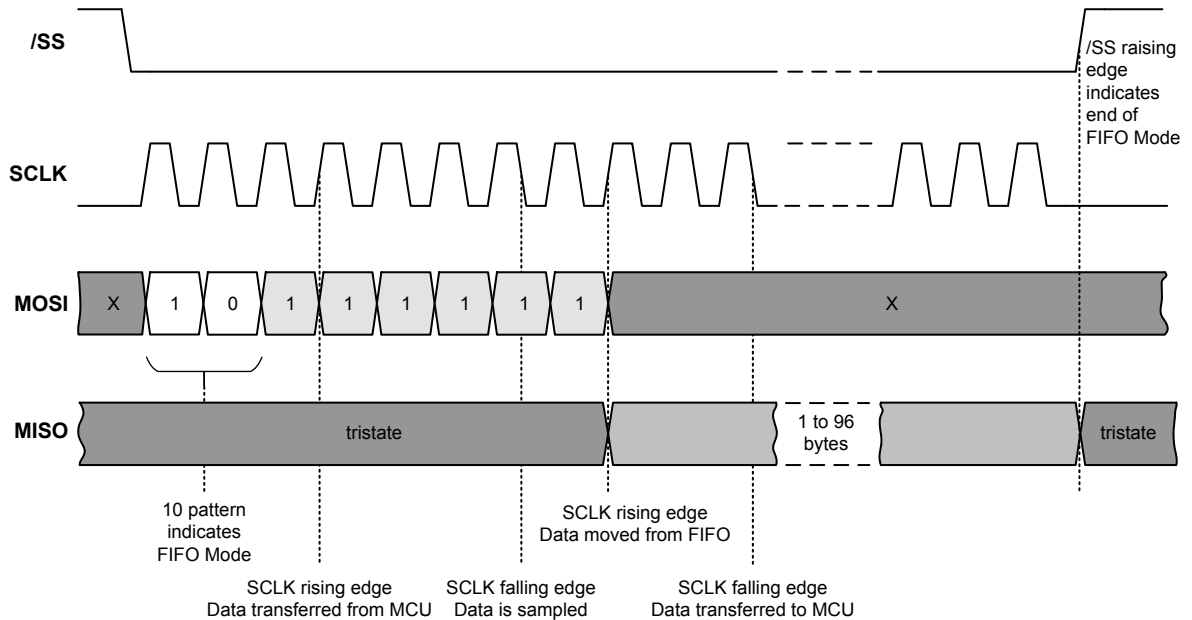 /SS
/SS raising
edge
indicates
end of
FIFO Mode
SCLK
MOSI
X
1
0
1
1
1
1
1
1
X
MISO
tristate
1 to 96
bytes
tristate
10 pattern
indicates
FIFO Mode
SCLK rising edge
Data moved from FIFO
SCLK rising edge
Data transferred from MCU
SCLK falling edge
Data is sampled
SCLK falling edge
Data transferred to MCU